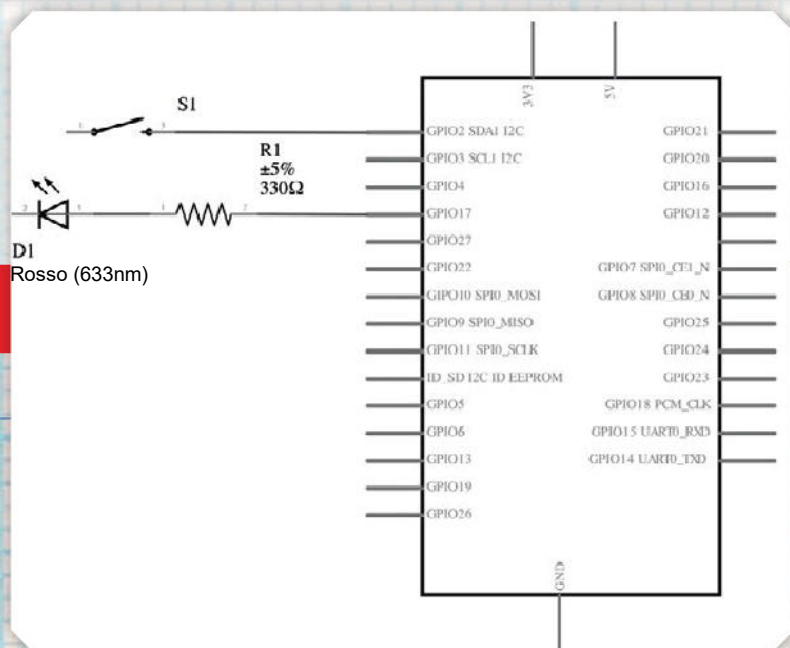 3V3
5V
S1
R1
±5%
330Ω
D1
Rosso (633nm)
GPIO2 SDA1 I2C
GPIO3 SCL1 I2C
GPIO4
GPIO17
GPIO27
GPIO22
GIPO10 SPI0_MOSI
GPIO9 SPI0_MISO
GPIO11 SPI0_SCLK
ID_SD I2C ID EEPROM
GPIO5
GPIO6
GPIO13
GPIO19
GPIO26
GPIO21
GPIO20
GPIO16
GPIO12
GPIO7 SPI0_CE1_N
GPIO8 SPI0_CE0_N
GPIO25
GPIO24
GPIO23
GPIO18 PCM_CLK
GPIO15 UART0_RXD
GPIO14 UART0_TXD
GND